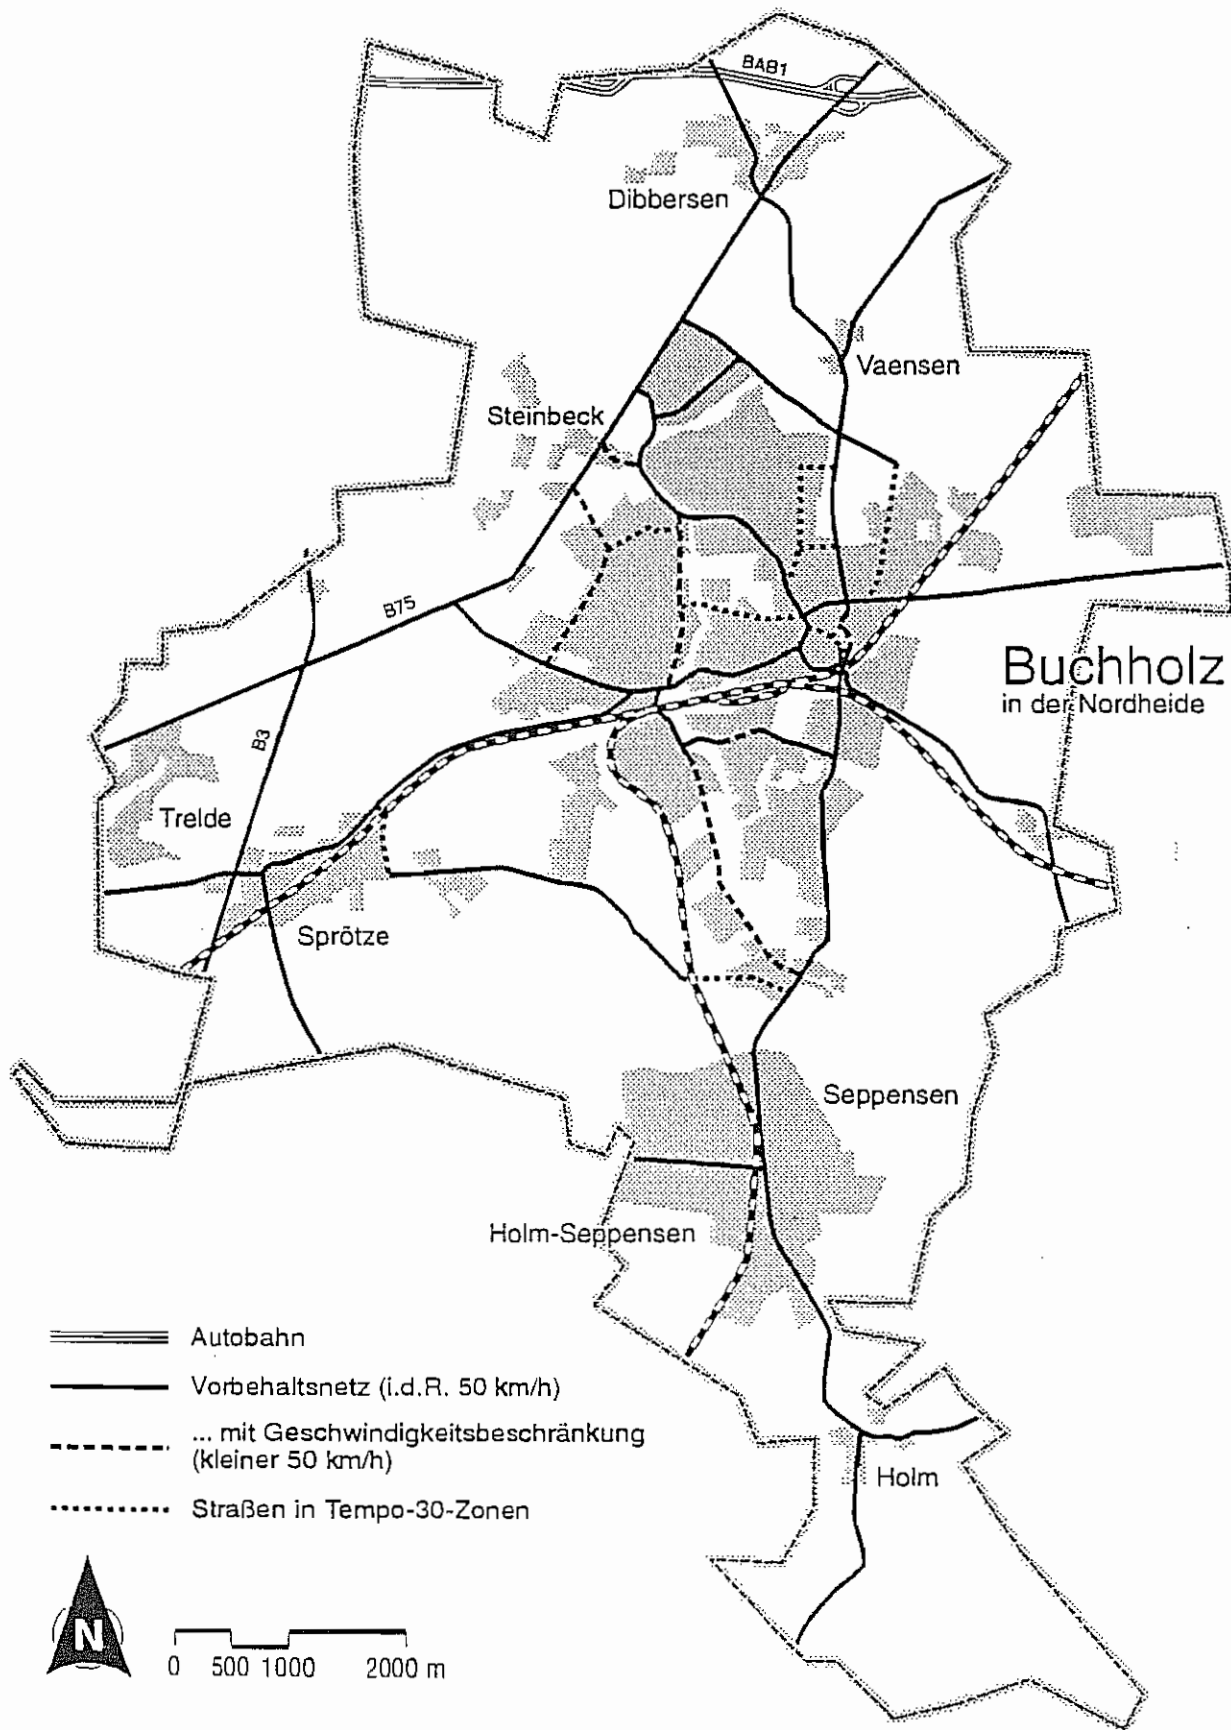 BAB1
Dibbersen
Vaensen
Steinbeck
B75
Buchholz
in der Nordheide
B3
Trelde
Sprötze
Seppensen
Holm-Seppensen
Autobahn
Vorbehaltsnetz (i.d.R. 50 km/h)
... mit Geschwindigkeitsbeschränkung
(kleiner 50 km/h)
Holm
Straßen in Tempo-30-Zonen
N
0 500 1000 2000 m